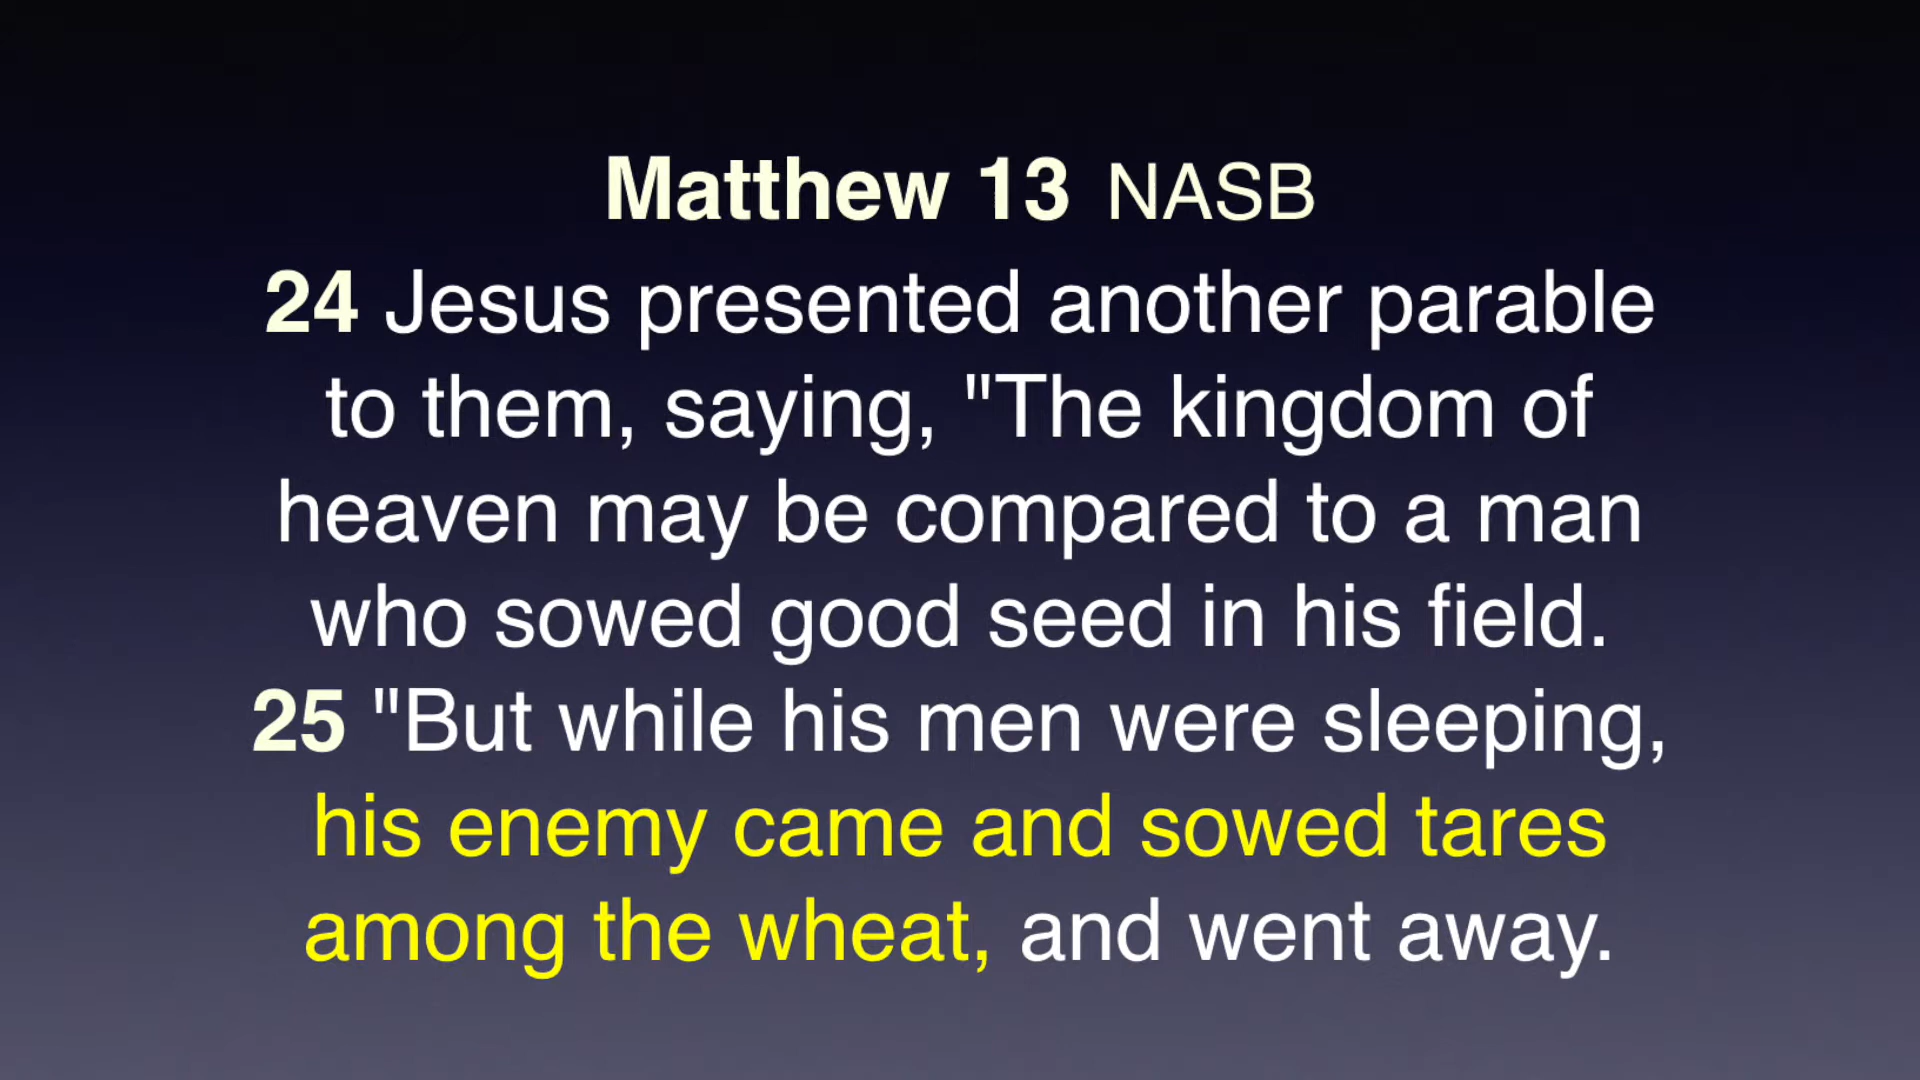 Matthew 13 NASB
24 Jesus presented another parable
to them, saying, "The kingdom of
heaven may be compared to a man
who sowed good seed in his field.
25 "But while his men were sleeping,
his enemy came and sowed tares
among the wheat, and went away.